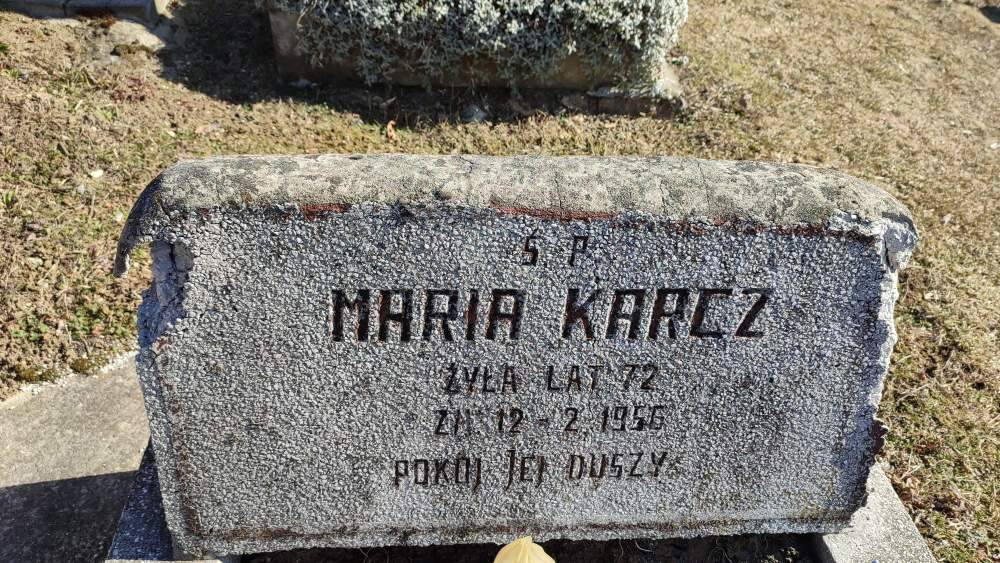 Ś P
MARIA KARCZ
ŻYŁA LAT 72
ZM. 12 - 2, 1956
POKÓJ JEJ DUSZY